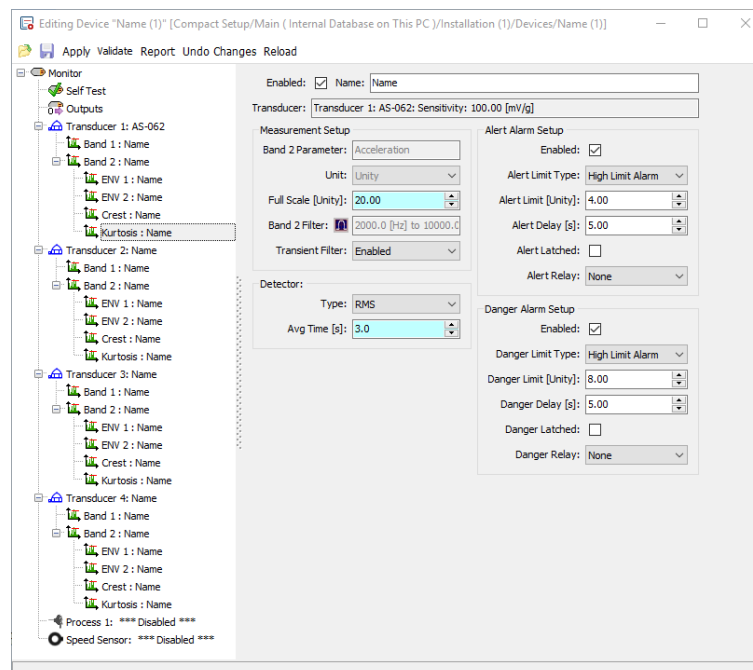 Editing Device "Name (1)" [Compact Setup/Main ( Internal Database on This PC )/Installation (1)/Devices/Name (1)]
Apply Validate Report Undo Changes Reload
Monitor
Self Test
Outputs
Transducer 1: AS-062
Band 1 : Name
Band 2 : Name
ENV 1 : Name
ENV 2 : Name
Crest : Name
Kurtosis : Name
Transducer 2: Name
Band 1 : Name
Band 2 : Name
ENV 1 : Name
ENV 2 : Name
Crest : Name
Kurtosis : Name
Transducer 3: Name
Band 1 : Name
Band 2 : Name
ENV 1 : Name
ENV 2 : Name
Crest : Name
Kurtosis : Name
Transducer 4: Name
Band 1 : Name
Band 2 : Name
ENV 1 : Name
ENV 2 : Name
Crest : Name
Kurtosis : Name
Process 1: *** Disabled ***
Speed Sensor: *** Disabled ***
Enabled: Name: Name
Transducer: Transducer 1: AS-062: Sensitivity: 100.00 [mV/g]
Measurement Setup
Band 2 Parameter: Acceleration
Unit: Unity
Full Scale [Unity]: 20.00
Band 2 Filter: 2000.0 [Hz] to 10000.0
Transient Filter: Enabled
Detector:
Type: RMS
Avg Time [s]: 3.0
Alert Alarm Setup
Enabled:
Alert Limit Type: High Limit Alarm
Alert Limit [Unity]: 4.00
Alert Delay [s]: 5.00
Alert Latched:
Alert Relay: None
Danger Alarm Setup
Enabled:
Danger Limit Type: High Limit Alarm
Danger Limit [Unity]: 8.00
Danger Delay [s]: 5.00
Danger Latched:
Danger Relay: None